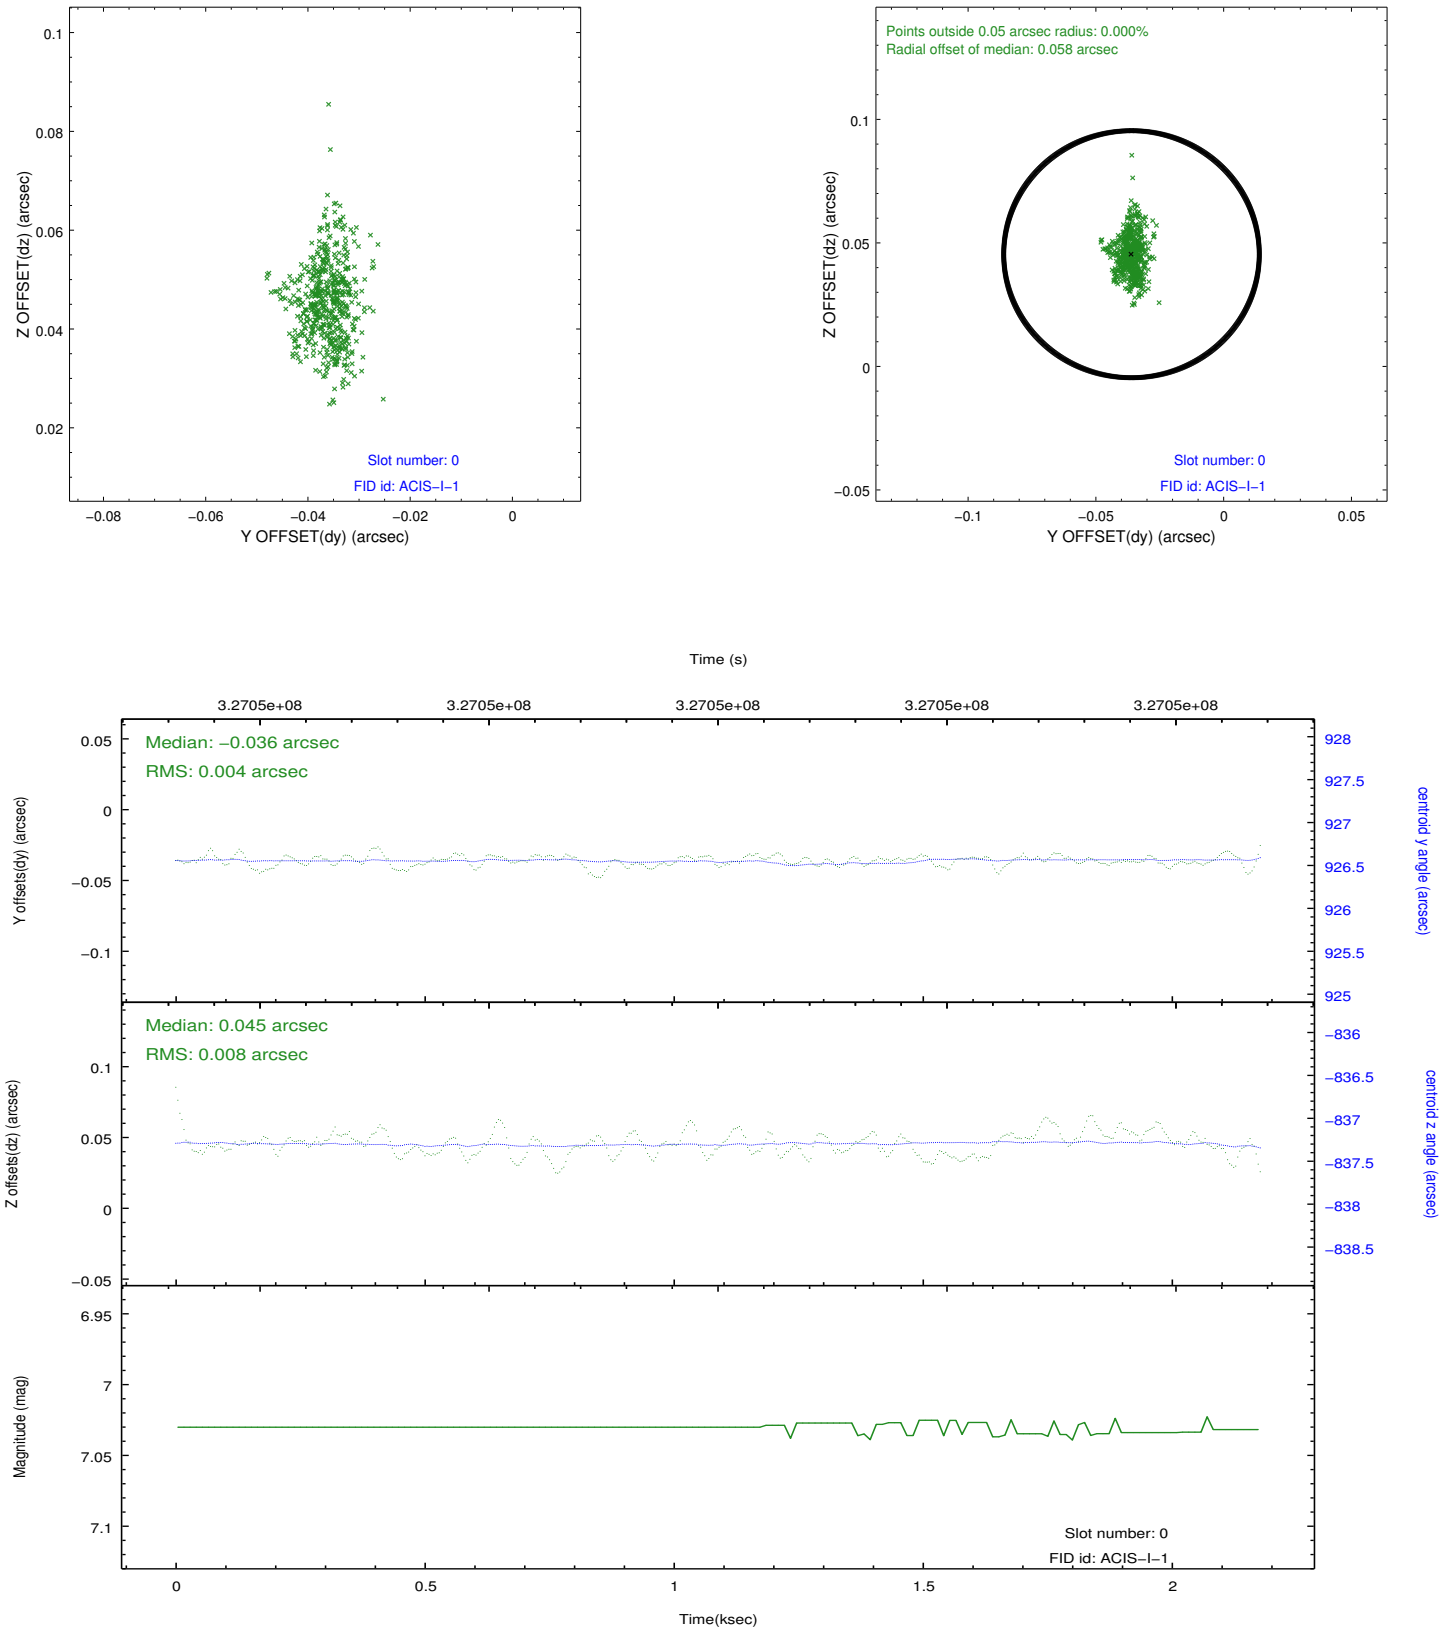 0.1
0.08
0.06
0.04
0.02
Z OFFSET(dz) (arcsec)
−0.08
−0.06
−0.04
−0.02
0
Y OFFSET(dy) (arcsec)
Slot number: 0
FID id: ACIS−I−1
Points outside 0.05 arcsec radius: 0.000%
Radial offset of median: 0.058 arcsec
0.1
0.05
0
−0.05
Z OFFSET(dz) (arcsec)
−0.1
−0.05
0
0.05
Y OFFSET(dy) (arcsec)
Slot number: 0
FID id: ACIS−I−1
Time (s)
3.2705e+08
3.2705e+08
3.2705e+08
3.2705e+08
3.2705e+08
Median: −0.036 arcsec
RMS: 0.004 arcsec
0.05
0
−0.05
−0.1
Y offsets(dy) (arcsec)
928
927.5
927
926.5
926
925.5
925
centroid y angle (arcsec)
Median: 0.045 arcsec
RMS: 0.008 arcsec
0.1
0.05
0
−0.05
Z offsets(dz) (arcsec)
−836
−836.5
−837
−837.5
−838
−838.5
centroid z angle (arcsec)
6.95
7
7.05
7.1
Magnitude (mag)
Slot number: 0
FID id: ACIS−I−1
0
0.5
1
1.5
2
Time(ksec)